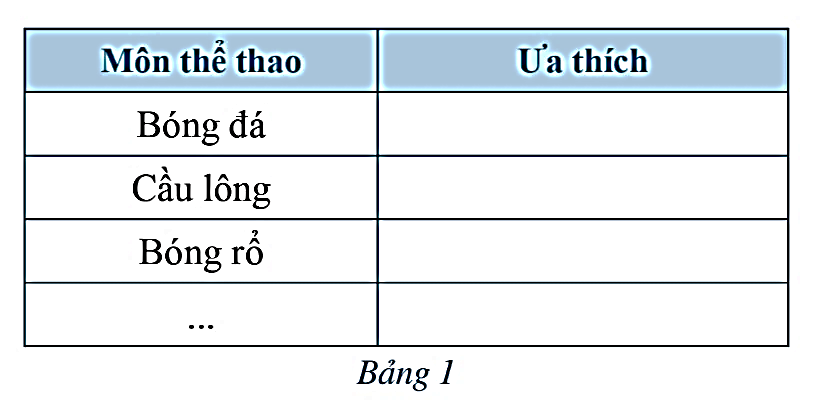 Môn thể thao Ưa thích
Bóng đá
Cầu lông
Bóng rổ
...
Bảng 1